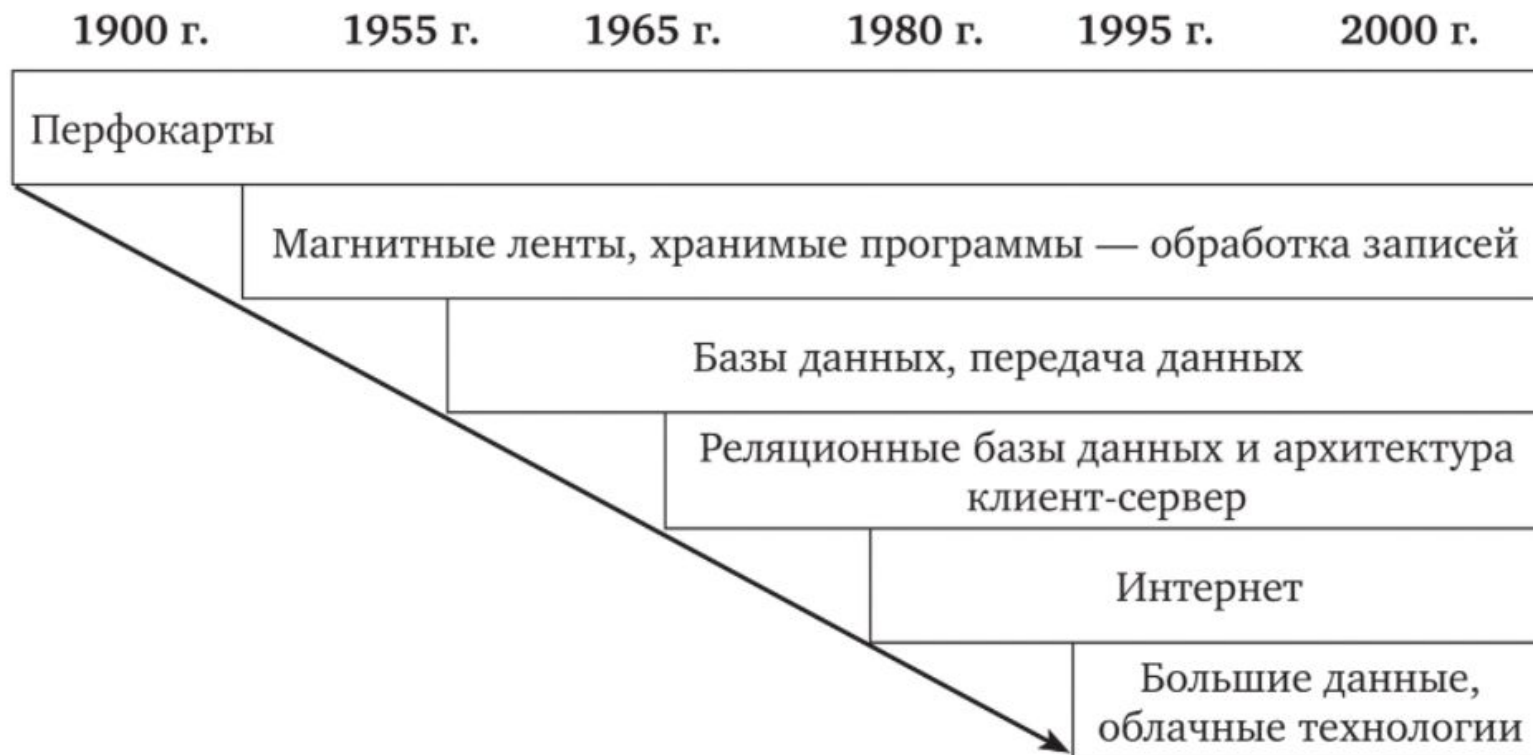 1900 г. 1955 г. 1965 г. 1980 г. 1995 г. 2000 г.
Перфокарты
Магнитные ленты, хранимые программы — обработка записей
Базы данных, передача данных
Реляционные базы данных и архитектура
клиент-сервер
Интернет
Большие данные,
облачные технологии